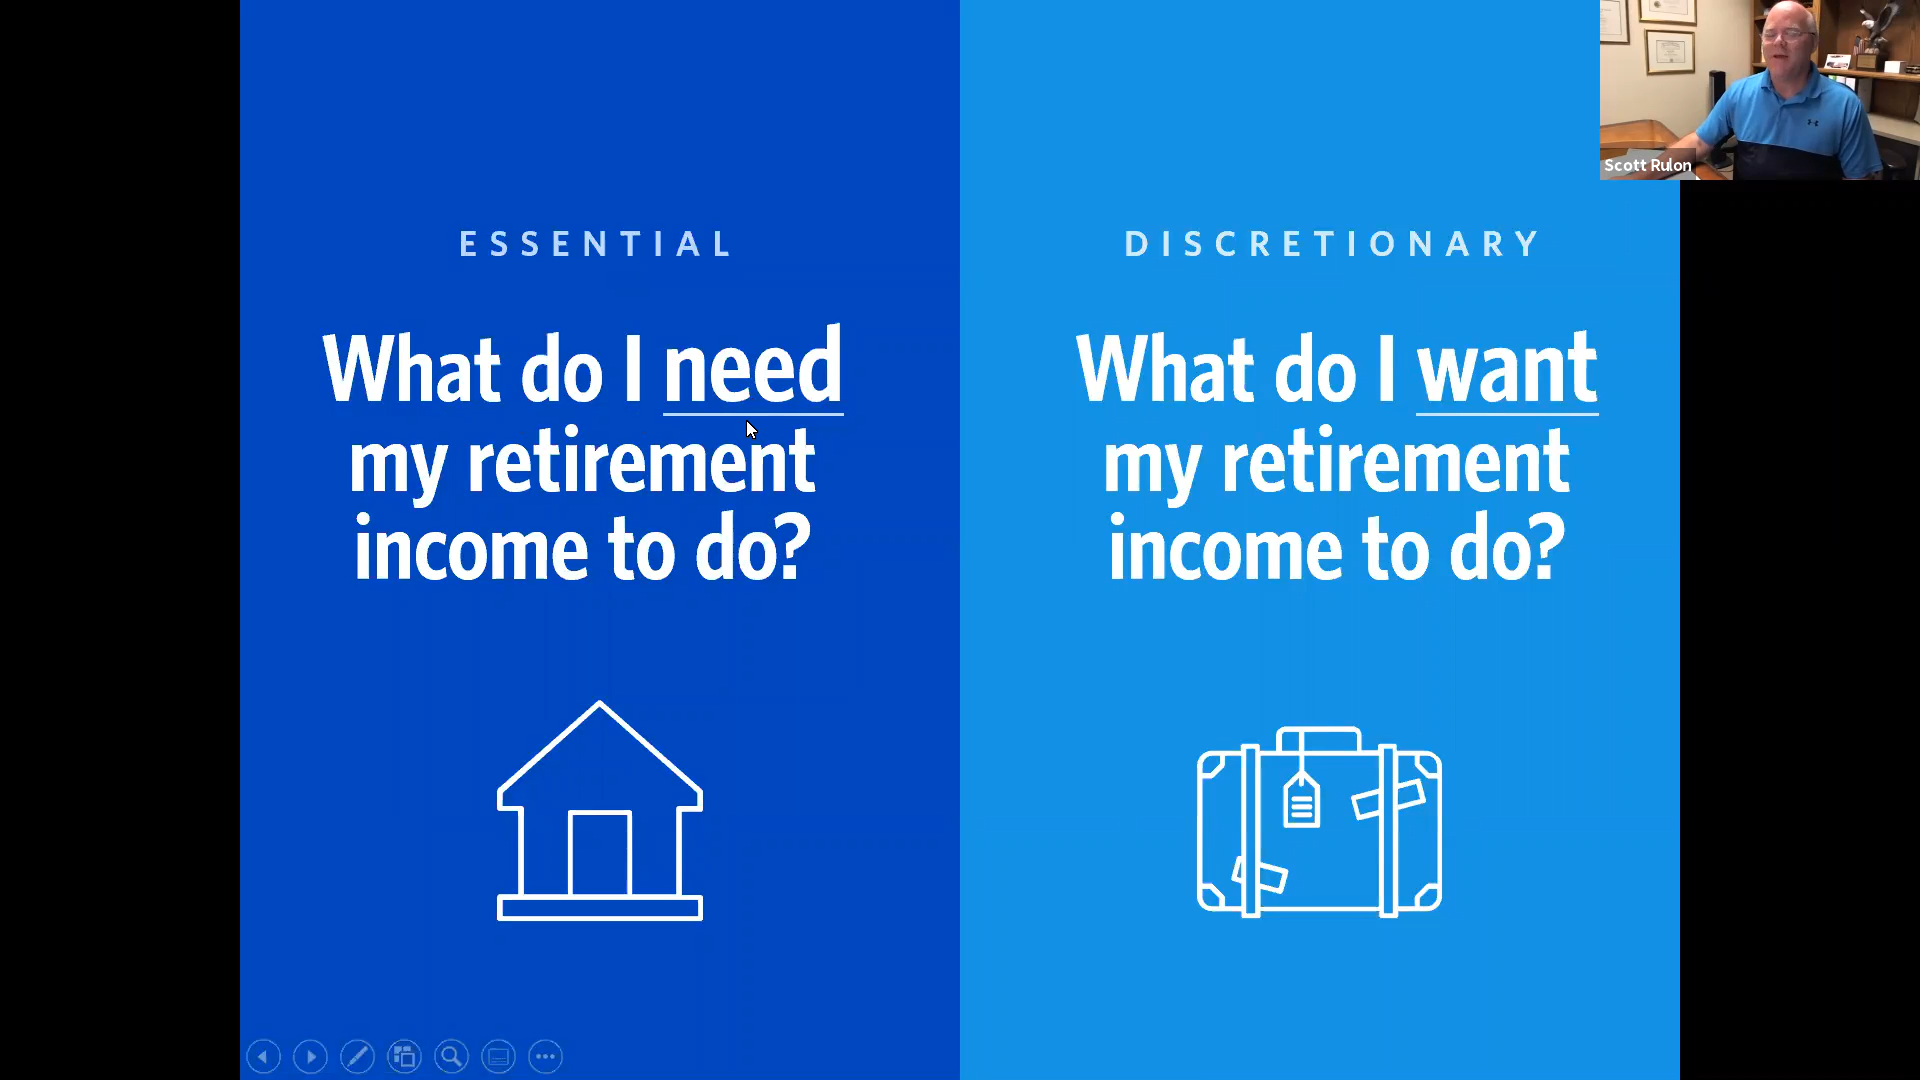 ESSENTIAL
What do I need
my retirement
income to do?
DISCRETIONARY
What do I want
my retirement
income to do?
Scott Rulon